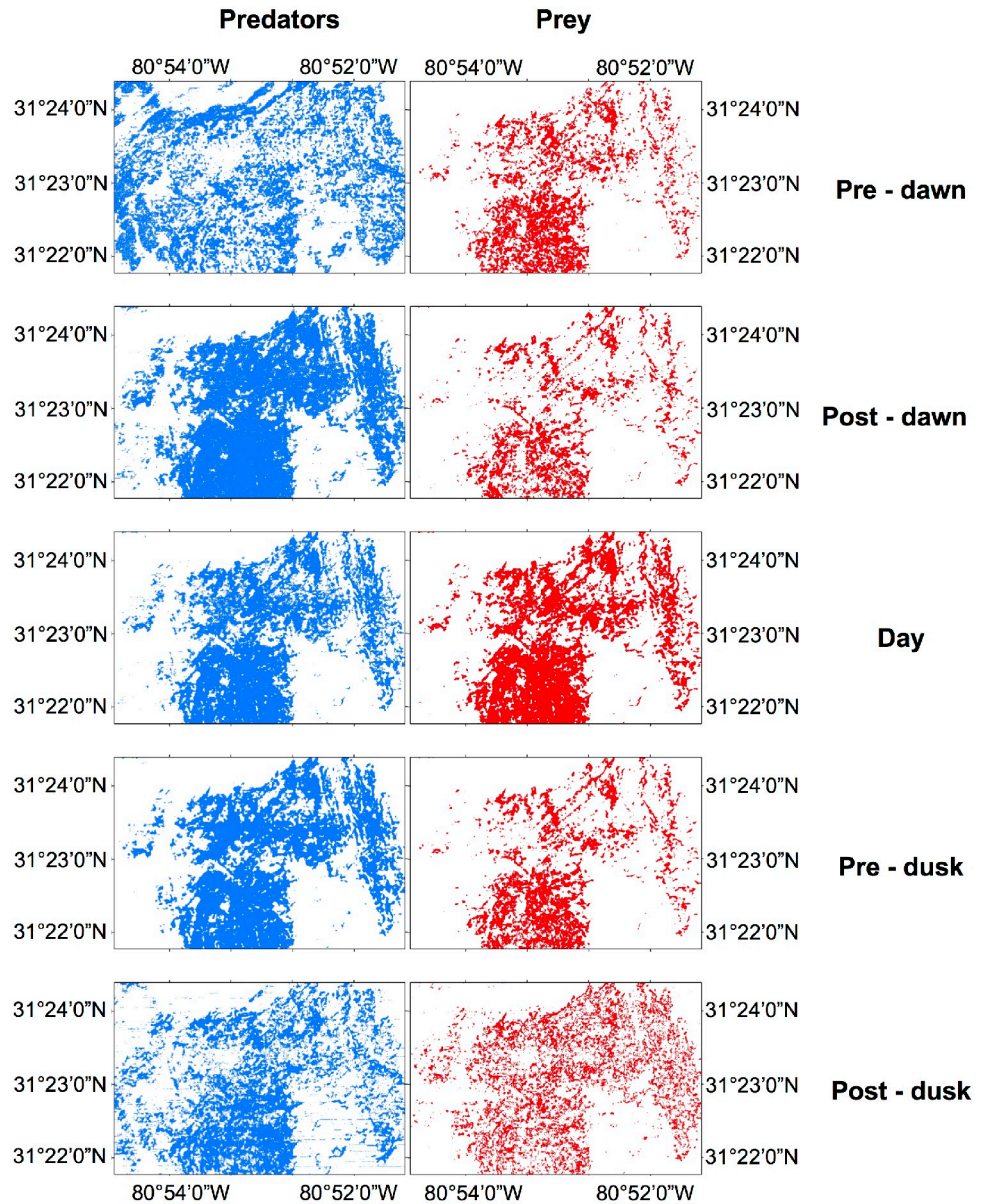 Predators Prey
80°54’0”W 80°52’0”W 80°54’0”W 80°52’0”W
31°24’0”N 31°24’0”N
31°23’0”N 31°23’0”N Pre - dawn
31°22’0”N 31°22’0”N
31°24’0”N 31°24’0”N
31°23’0”N 31°23’0”N Post - dawn
31°22’0”N 31°22’0”N
31°24’0”N 31°24’0”N
31°23’0”N 31°23’0”N Day
31°22’0”N 31°22’0”N
31°24’0”N 31°24’0”N
31°23’0”N 31°23’0”N Pre - dusk
31°22’0”N 31°22’0”N
31°24’0”N 31°24’0”N
31°23’0”N 31°23’0”N Post - dusk
31°22’0”N 31°22’0”N
80°54’0”W 80°52’0”W 80°54’0”W 80°52’0”W